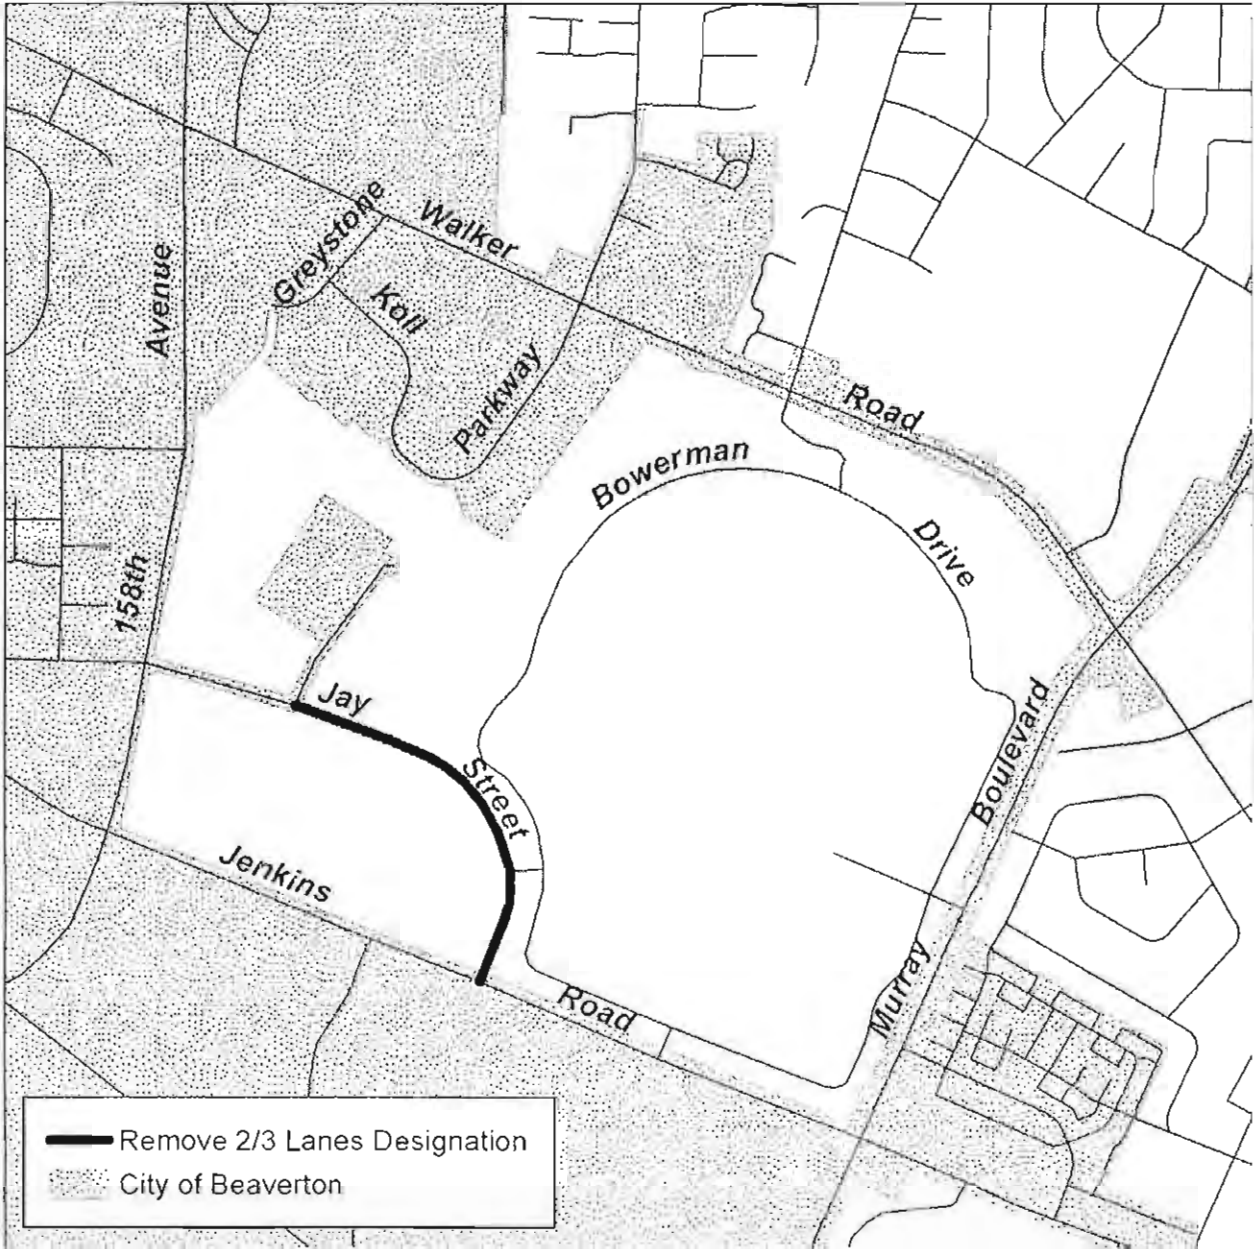 Greystone
Walker
Avenue
Koll
Parkway
Road
Bowerman
Drive
158th
Jay
Street
Boulevard
Jenkins
Murray
Road
Remove 2/3 Lanes Designation
City of Beaverton